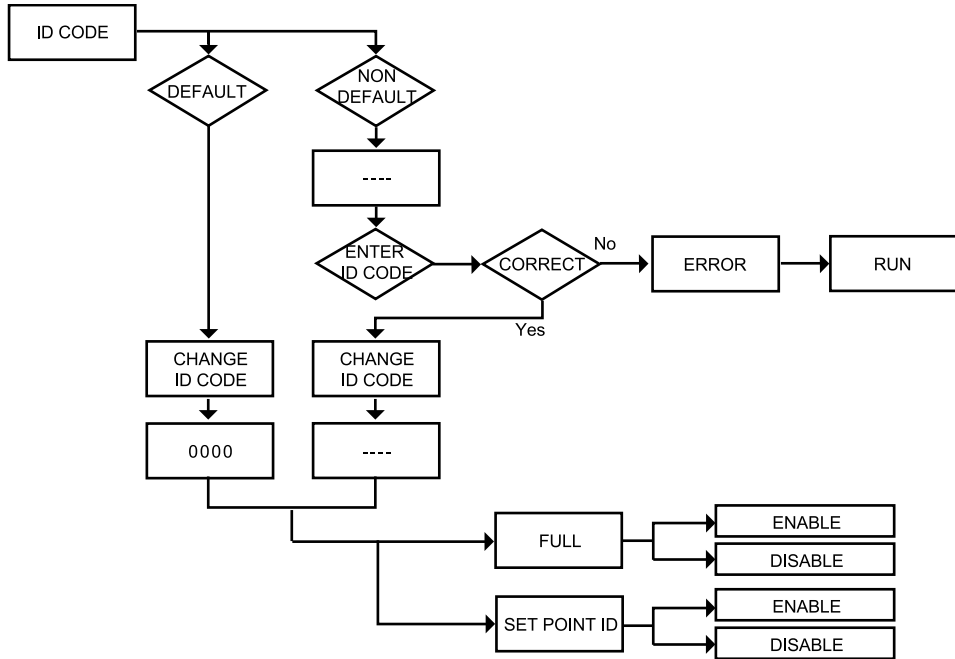 ID CODE
DEFAULT
NON
DEFAULT
----
ENTER
ID CODE
CORRECT
No
ERROR
RUN
Yes
CHANGE
ID CODE
CHANGE
ID CODE
0000
----
FULL
ENABLE
DISABLE
SET POINT ID
ENABLE
DISABLE